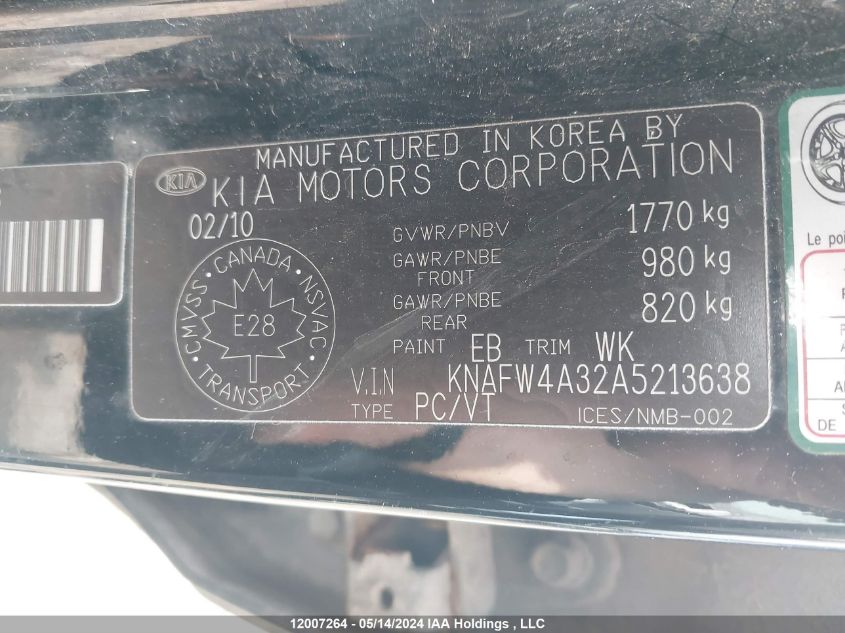 MANUFACTURED IN KOREA BY
KIA KIA MOTORS CORPORATION
02/10
GVWR/PNBV 1770 kg
GAWR/PNBE FRONT 980 kg
GAWR/PNBE REAR 820 kg
CMVSS · CANADA · NSVAC
E28
TRANSPORT
PAINT EB TRIM WK
V.I.N KNAFW4A32A5213638
TYPE PC/VT ICES/NMB-002
Le poi
DE
12007264 - 05/14/2024 IAA Holdings , LLC